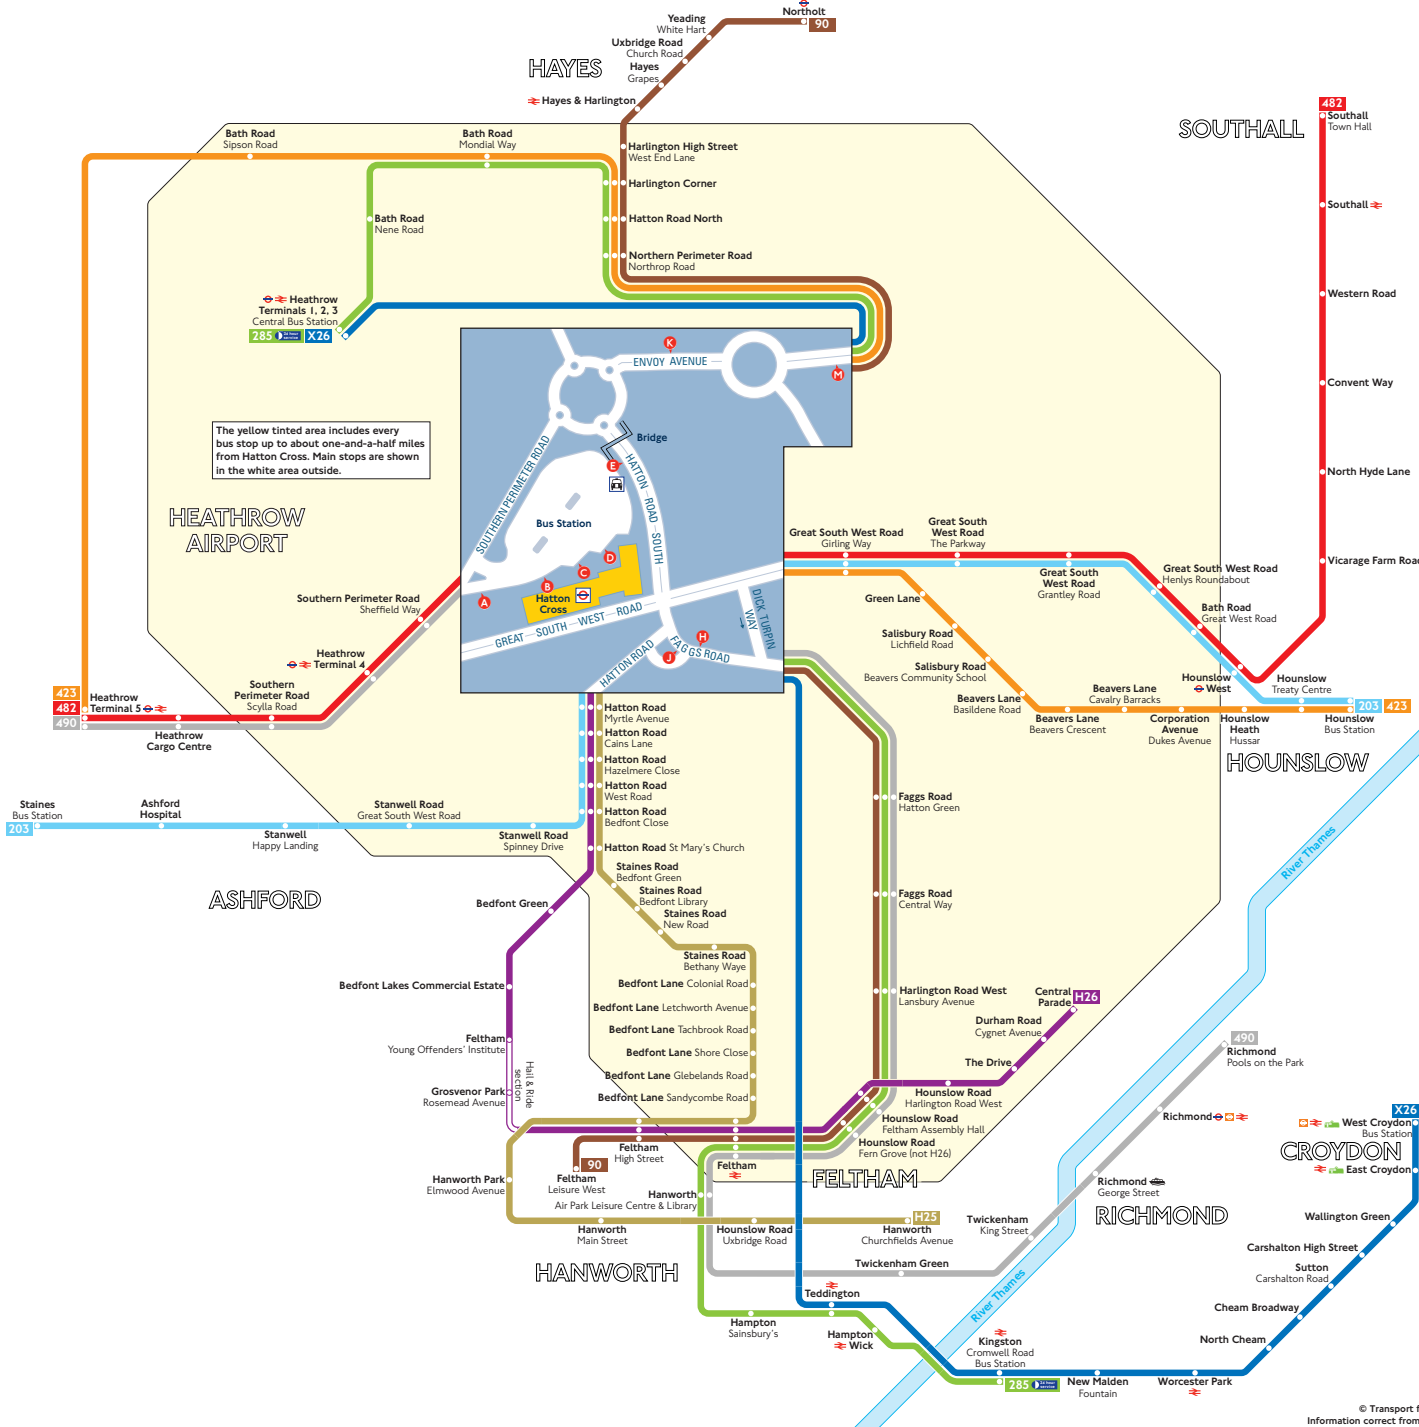 Northolt
90
Yeading
White Hart
Uxbridge Road
Church Road
Hayes
Grapes
HAYES
Hayes & Harlington
482
Southall
Town Hall
SOUTHALL
Southall
Western Road
Convent Way
North Hyde Lane
Vicarage Farm Road
Bath Road
Sipson Road
Bath Road
Mondial Way
Harlington High Street
West End Lane
Harlington Corner
Hatton Road North
Northern Perimeter Road
Northrop Road
Bath Road
Nene Road
Heathrow
Terminals 1, 2, 3
Central Bus Station
285
24 hour
service
X26
The yellow tinted area includes every
bus stop up to about one-and-a-half miles
from Hatton Cross. Main stops are shown
in the white area outside.
HEATHROW
AIRPORT
K
ENVOY AVENUE
M
Bridge
E
SOUTHERN PERIMETER ROAD
HATTON ROAD SOUTH
Bus Station
D
C
B
A
Hatton
Cross
GREAT SOUTH WEST ROAD
DICK TURPIN
WAY
H
J
FAGGS ROAD
HATTON ROAD
Great South West Road
Girling Way
Great South
West Road
The Parkway
Great South
West Road
Grantley Road
Great South West Road
Henlys Roundabout
Bath Road
Great West Road
Green Lane
Salisbury Road
Lichfield Road
Salisbury Road
Beavers Community School
Beavers Lane
Basildene Road
Beavers Lane
Beavers Crescent
Beavers Lane
Cavalry Barracks
Corporation
Avenue
Dukes Avenue
Hounslow
West
Hounslow
Heath
Hussar
Hounslow
Treaty Centre
Hounslow
Bus Station
203
423
HOUNSLOW
Southern Perimeter Road
Sheffield Way
Terminal 4
Southern
Perimeter Road
Scylla Road
423
482
490
Heathrow
Terminal 5
Heathrow
Cargo Centre
Staines
Bus Station
203
Ashford
Hospital
Stanwell
Happy Landing
Stanwell Road
Great South West Road
Stanwell Road
Spinney Drive
ASHFORD
Hatton Road
Myrtle Avenue
Hatton Road
Cains Lane
Hatton Road
Hazelmere Close
Hatton Road
West Road
Hatton Road
Bedfont Close
Hatton Road St Mary's Church
Staines Road
Bedfont Green
Staines Road
Bedfont Library
Staines Road
New Road
Staines Road
Bethany Waye
Bedfont Lane Colonial Road
Bedfont Lane Letchworth Avenue
Bedfont Lane Tachbrook Road
Bedfont Lane Shore Close
Bedfont Lane Glebelands Road
Bedfont Lane Sandycombe Road
Bedfont Green
Bedfont Lakes Commercial Estate
Feltham
Young Offenders' Institute
Grosvenor Park
Rosemead Avenue
Hail & Ride
section
Faggs Road
Hatton Green
Faggs Road
Central Way
Harlington Road West
Lansbury Avenue
Central
Parade
H26
Durham Road
Cygnet Avenue
The Drive
Hounslow Road
Harlington Road West
Hounslow Road
Feltham Assembly Hall
Hounslow Road
Fern Grove (not H26)
Feltham
High Street
90
Feltham
Leisure West
Feltham
FELTHAM
Hanworth Park
Elmwood Avenue
Hanworth
Air Park Leisure Centre & Library
Hanworth
Main Street
Hounslow Road
Uxbridge Road
Hanworth
Churchfields Avenue
H25
HANWORTH
Twickenham Green
Twickenham
King Street
Richmond
George Street
RICHMOND
Richmond
490
Richmond
Pools on the Park
River Thames
River Thames
Teddington
Hampton
Sainsbury's
Hampton
Wick
Kingston
Cromwell Road
Bus Station
285
24 hour
service
New Malden
Fountain
Worcester Park
North Cheam
Cheam Broadway
Sutton
Carshalton Road
Carshalton High Street
Wallington Green
East Croydon
CROYDON
West Croydon
Bus Station
X26
© Transport f
Information correct from